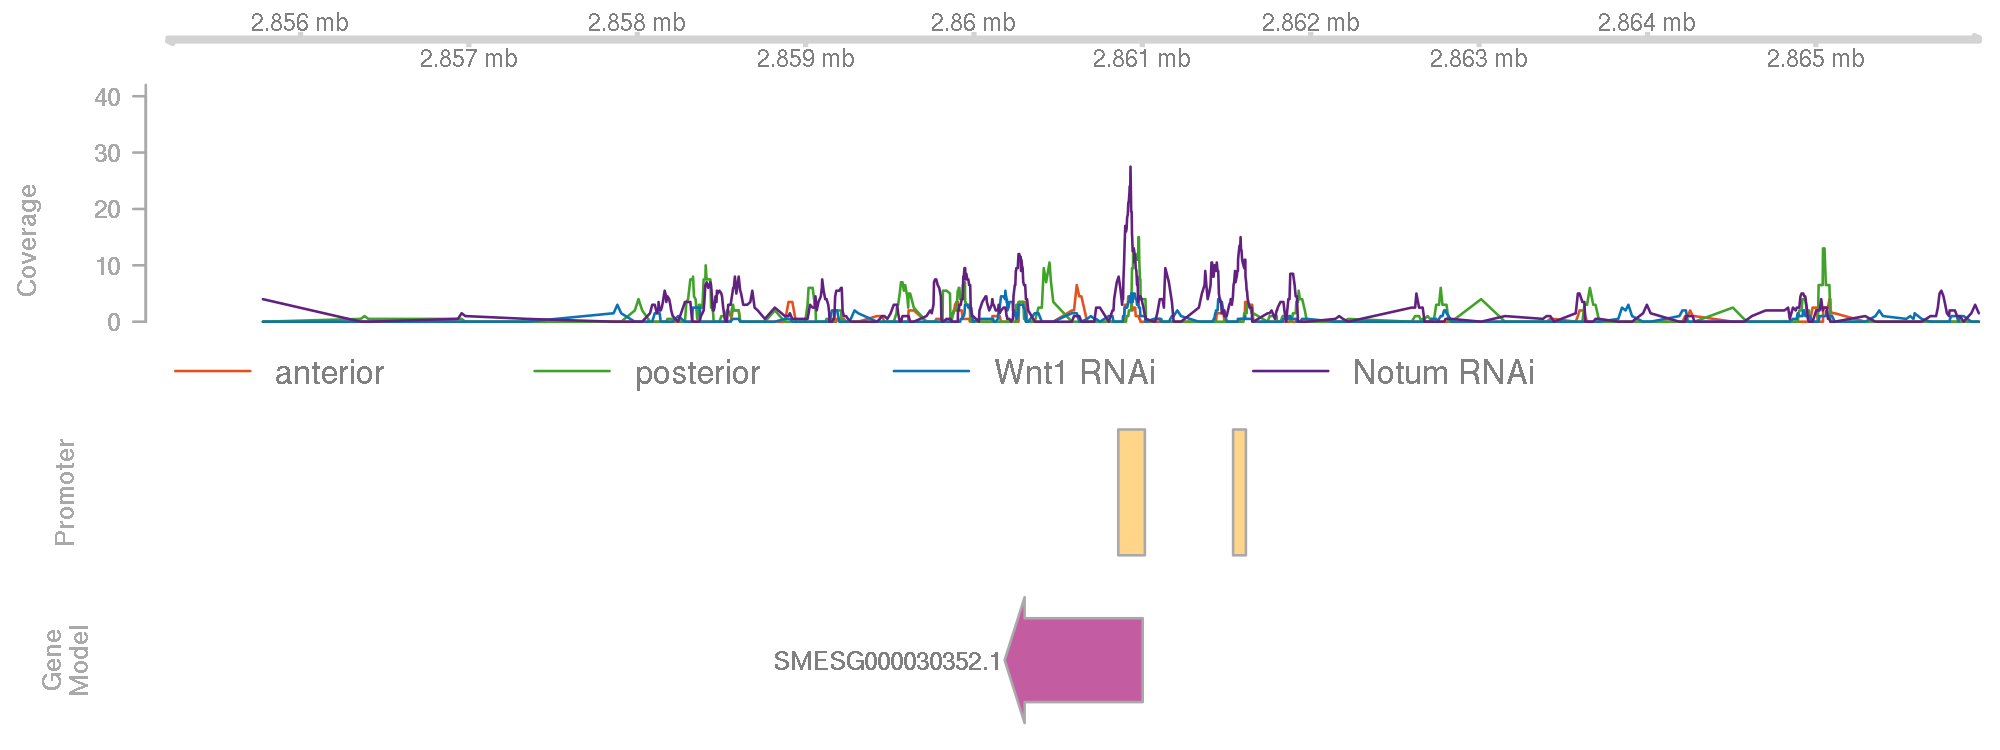 2.856 mb 2.858 mb 2.86 mb 2.862 mb 2.864 mb
2.857 mb 2.859 mb 2.861 mb 2.863 mb 2.865 mb
Coverage
40
30
20
10
0
anterior posterior Wnt1 RNAi Notum RNAi
Promoter
Gene
Model
SMESG000030352.1